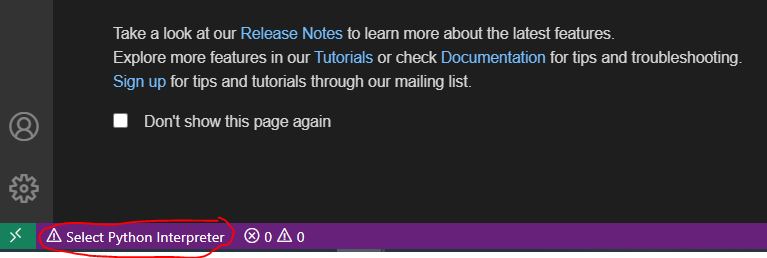 Take a look at our Release Notes to learn more about the latest features.
Explore more features in our Tutorials or check Documentation for tips and troubleshooting.
Sign up for tips and tutorials through our mailing list.
Don't show this page again
Select Python Interpreter 0 0